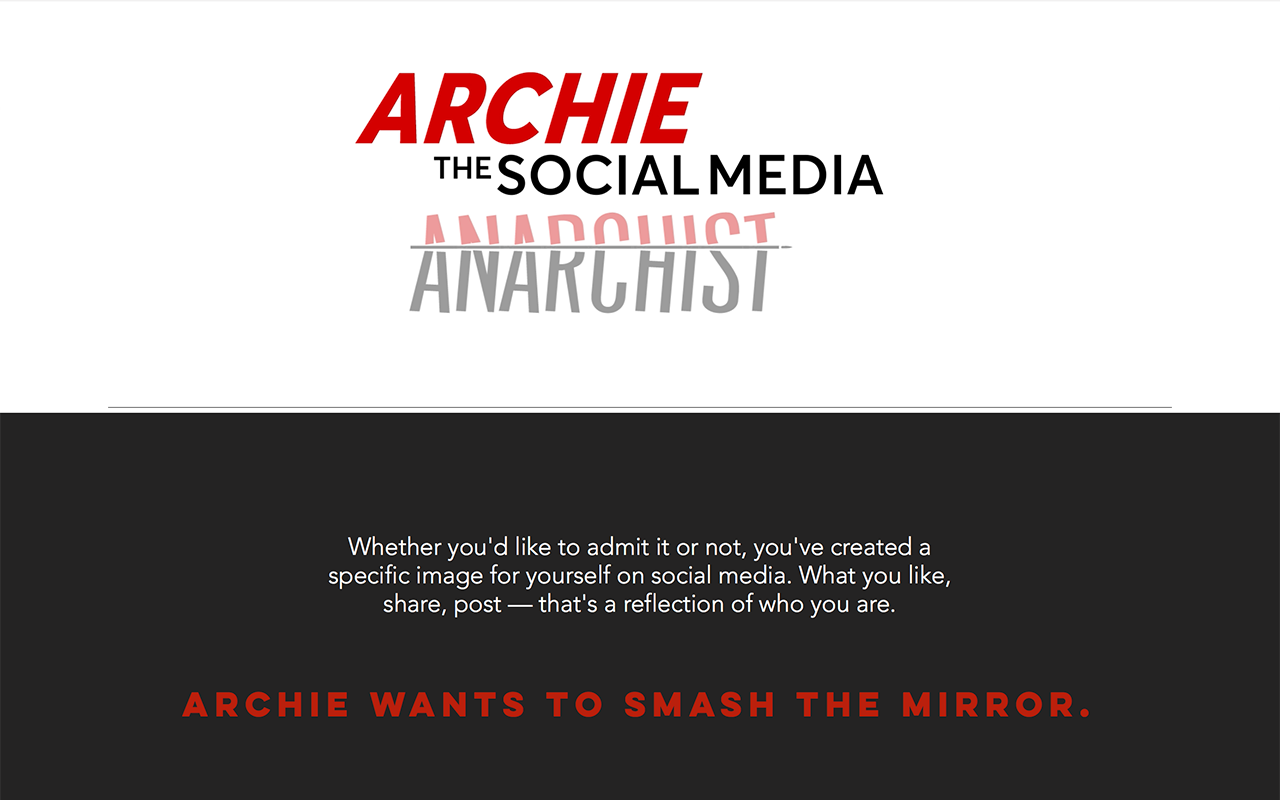 ARCHIE
THE SOCIAL MEDIA
ANARCHIST
Whether you'd like to admit it or not, you've created a
specific image for yourself on social media. What you like,
share, post — that's a reflection of who you are.
ARCHIE WANTS TO SMASH THE MIRROR.